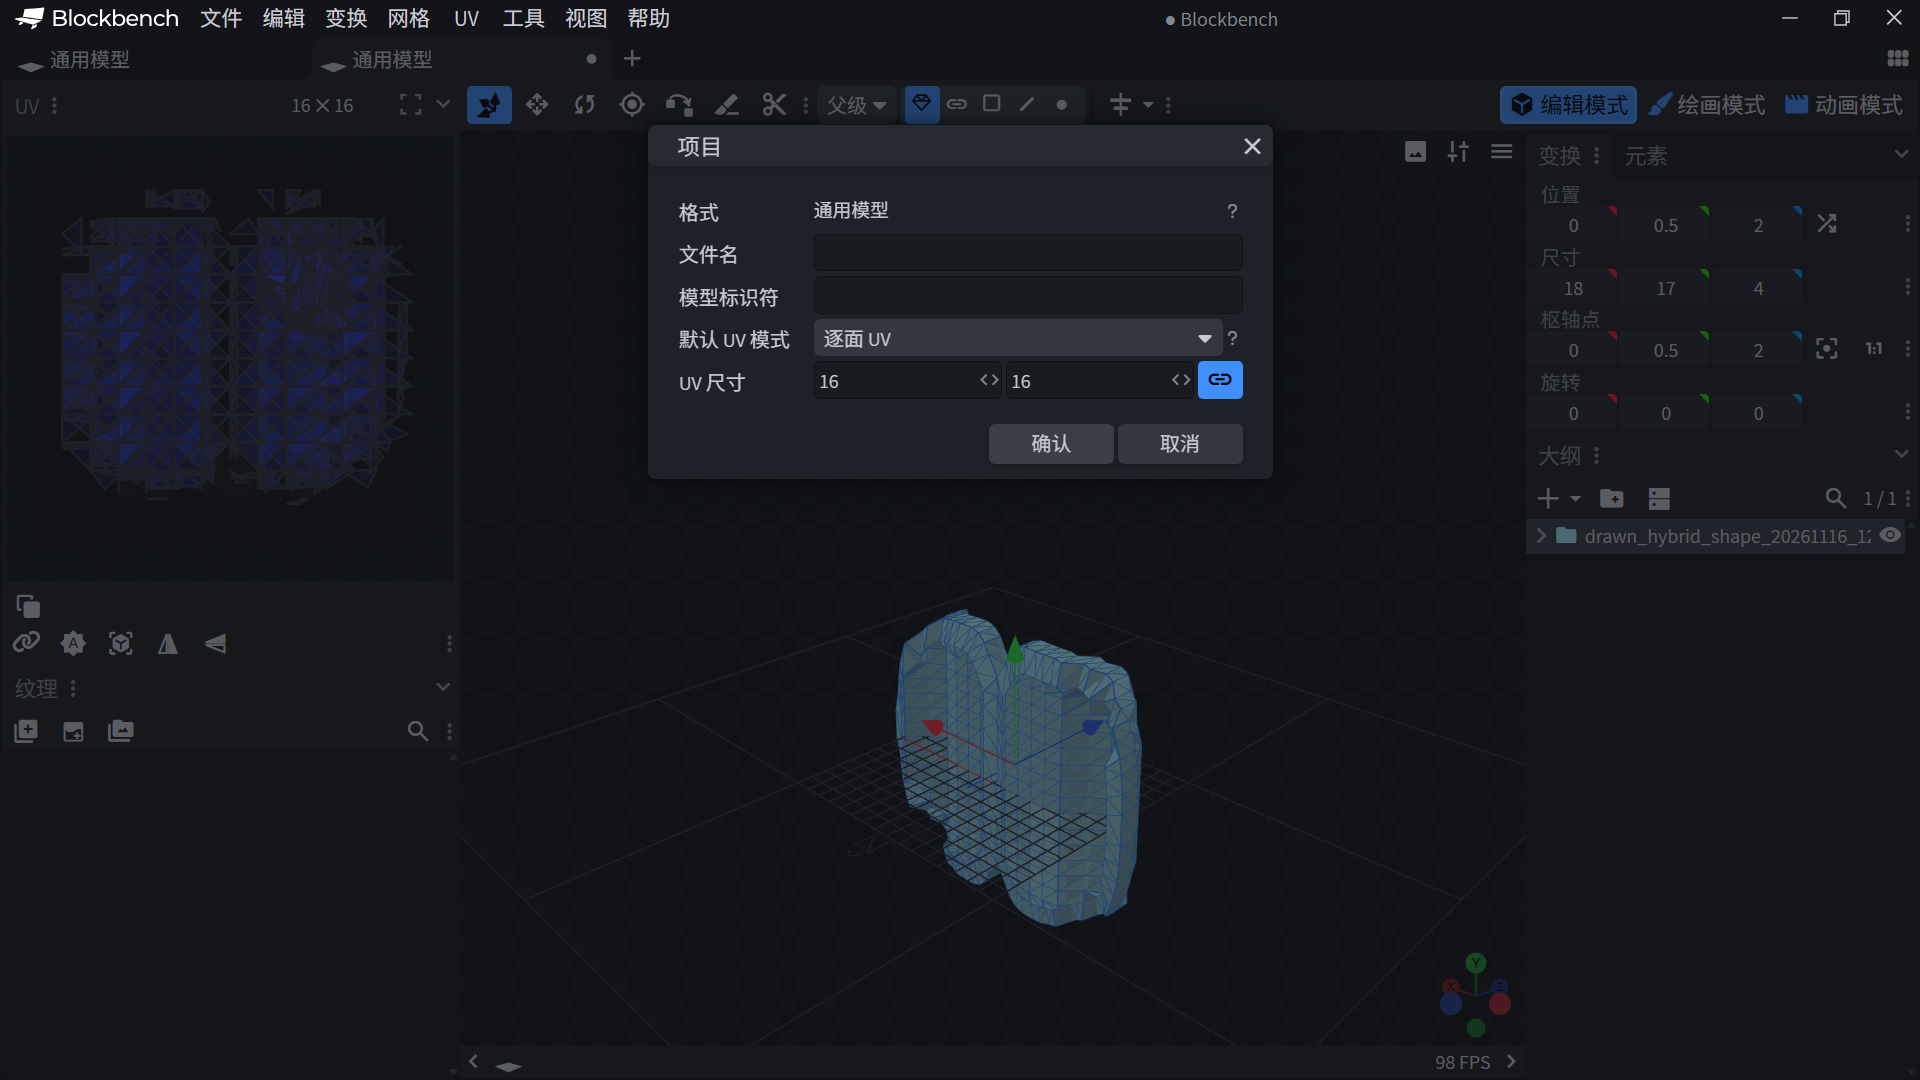 Blockbench 文件 编辑 变换 网格 UV 工具 视图 帮助
● Blockbench
通用模型
通用模型
UV
16×16
父级
编辑模式
绘画模式
动画模式
项目
格式
通用模型
?
文件名
模型标识符
默认 UV 模式
逐面 UV
?
UV 尺寸
16
16
确认
取消
变换
元素
位置
0
0.5
2
尺寸
18
17
4
枢轴点
0
0.5
2
1:1
旋转
0
0
0
大纲
1 / 1
drawn_hybrid_shape_20261116_12
纹理
Y
X
Z
98 FPS